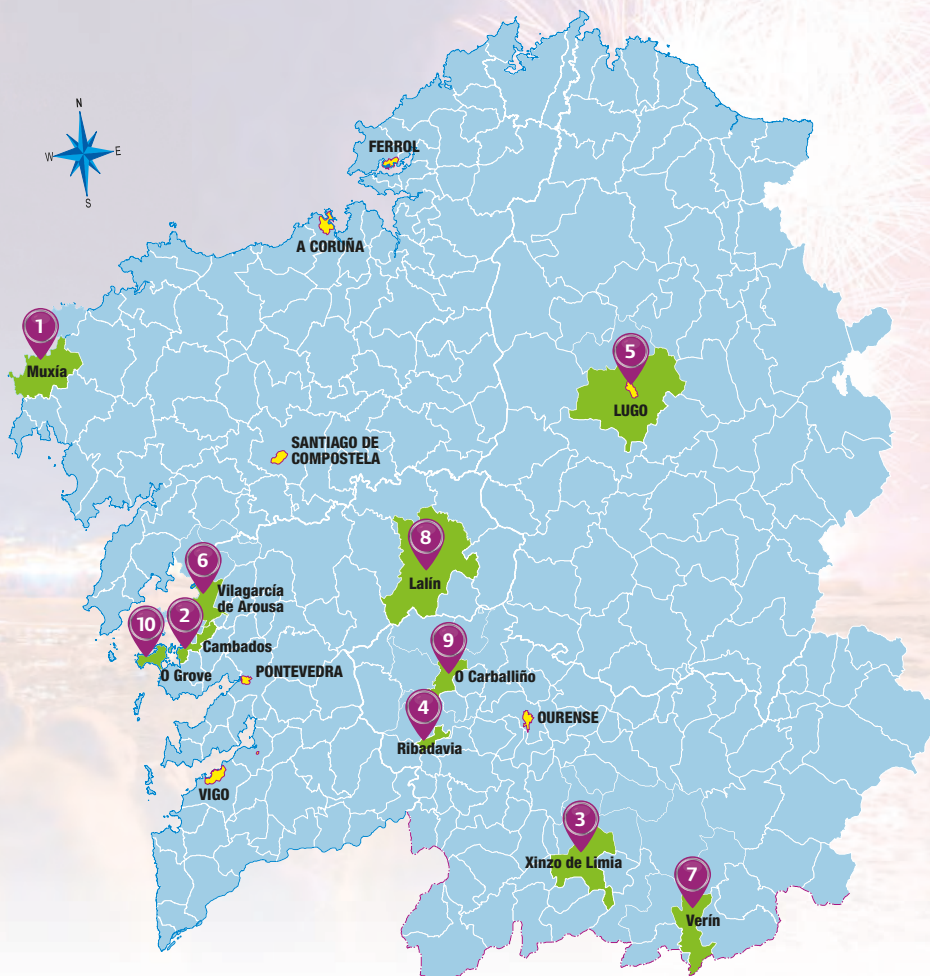 N
W
E
S
FERROL
A CORUÑA
1
Muxía
5
LUGO
SANTIAGO DE
COMPOSTELA
8
Lalín
6
Vilagarcía
de Arousa
2
Cambados
10
O Grove
PONTEVEDRA
9
O Carballiño
4
Ribadavia
OURENSE
VIGO
3
Xinzo de Limia
7
Verín